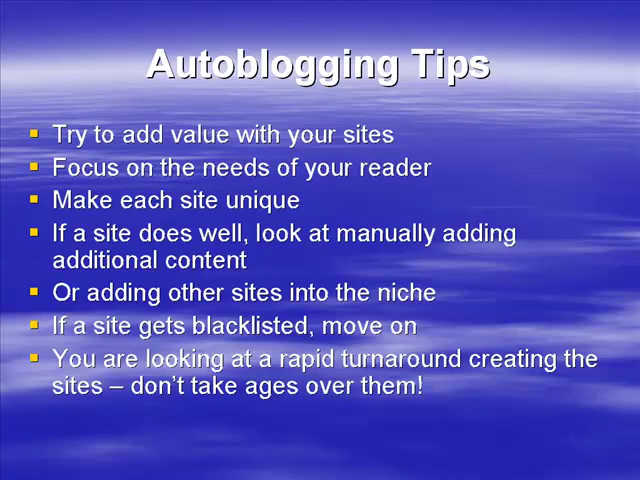 Autoblogging Tips
Try to add value with your sites
Focus on the needs of your reader
Make each site unique
If a site does well, look at manually adding
additional content
Or adding other sites into the niche
If a site gets blacklisted, move on
You are looking at a rapid turnaround creating the
sites – don't take ages over them!